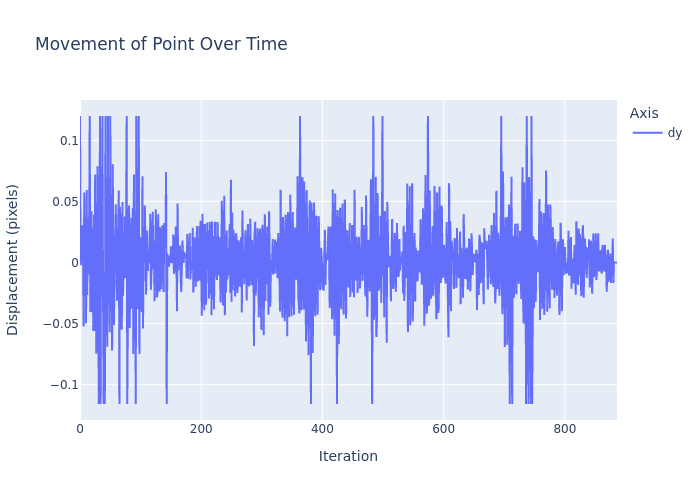 Movement of Point Over Time
Axis
dy
0.1
0.05
0
−0.05
−0.1
Displacement (pixels)
0 200 400 600 800
Iteration